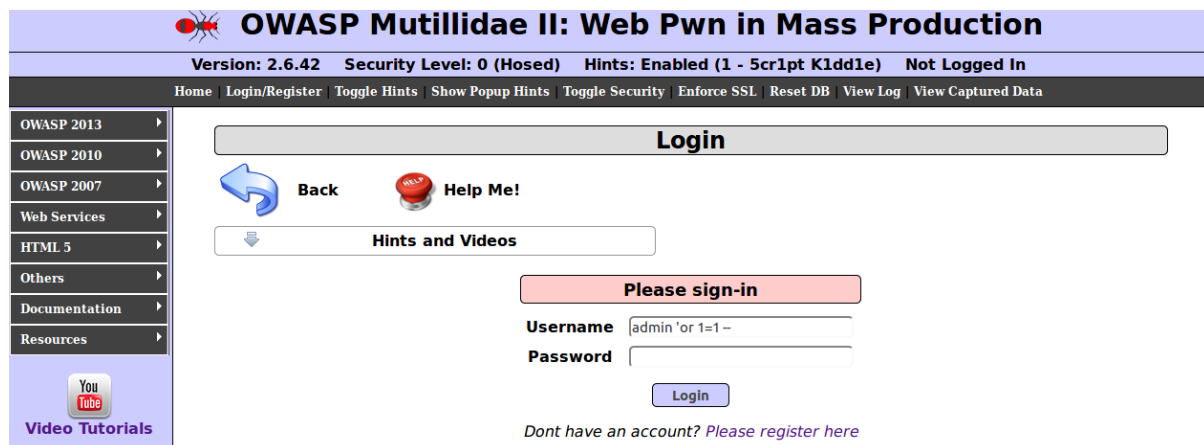 OWASP Mutillidae II: Web Pwn in Mass Production
Version: 2.6.42 Security Level: 0 (Hosed) Hints: Enabled (1 - 5cr1pt K1dd1e) Not Logged In
Home | Login/Register | Toggle Hints | Show Popup Hints | Toggle Security | Enforce SSL | Reset DB | View Log | View Captured Data
OWASP 2013
OWASP 2010
OWASP 2007
Web Services
HTML 5
Others
Documentation
Resources
You Tube
Video Tutorials
Login
Back
HELP
Help Me!
Hints and Videos
Please sign-in
Username admin 'or 1=1 --
Password
Login
Dont have an account? Please register here